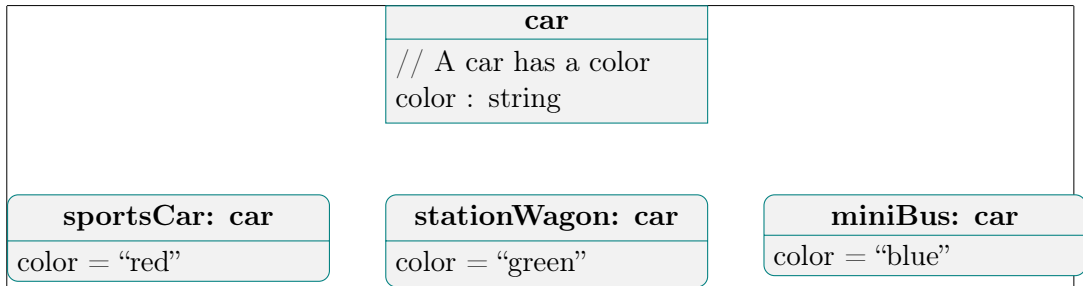 car
// A car has a color
color : string
sportsCar: car
color = “red”
stationWagon: car
color = “green”
miniBus: car
color = “blue”